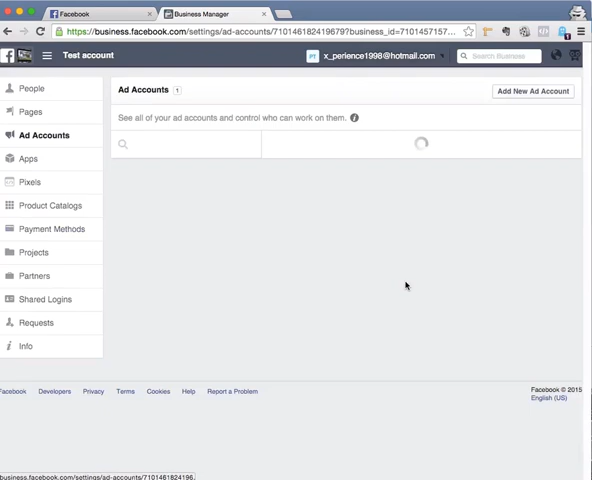 Facebook
Business Manager
https://business.facebook.com/settings/ad-accounts/710146182419679?business_id=7101457157...
Test account
x_perience1998@hotmail.com
Search Business
People
Pages
Ad Accounts
Apps
Pixels
Product Catalogs
Payment Methods
Projects
Partners
Shared Logins
Requests
Info
Ad Accounts 1
Add New Ad Account
See all of your ad accounts and control who can work on them.
Facebook Developers Privacy Terms Cookies Help Report a Problem
Facebook © 2015
English (US)
business.facebook.com/settings/ad-accounts/7101461824196...